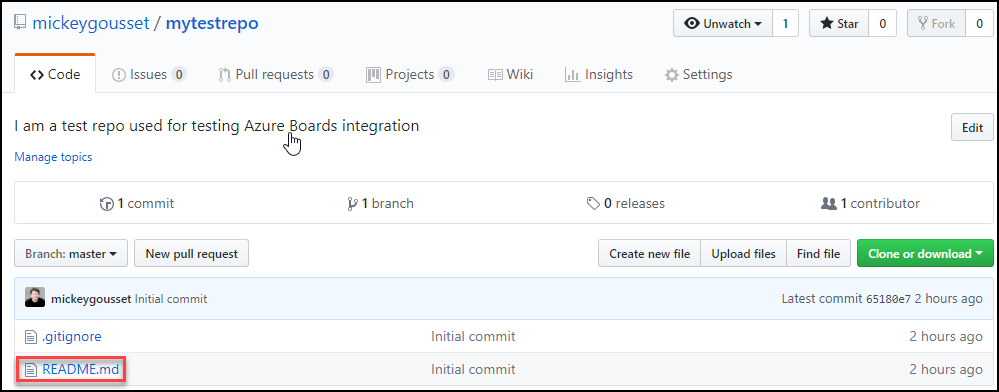 mickeygousset / mytestrepo
Unwatch 1 Star 0 Fork 0
Code Issues 0 Pull requests 0 Projects 0 Wiki Insights Settings
I am a test repo used for testing Azure Boards integration
Edit
Manage topics
1 commit 1 branch 0 releases 1 contributor
Branch: master New pull request Create new file Upload files Find file Clone or download
mickeygousset Initial commit Latest commit 65180e7 2 hours ago
.gitignore Initial commit 2 hours ago
README.md Initial commit 2 hours ago